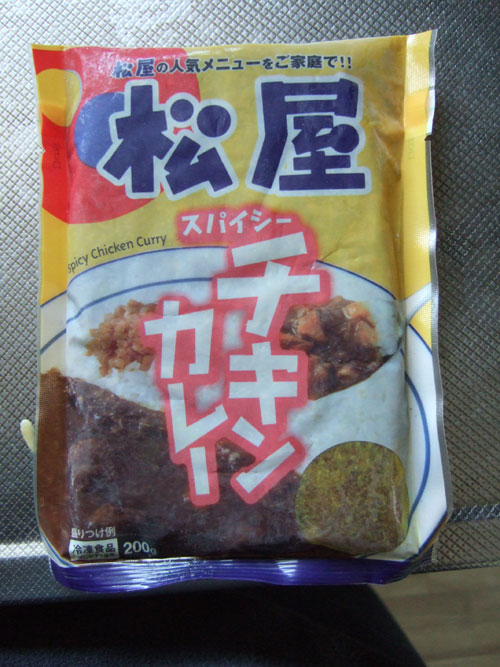 松屋の人気メニューをご家庭で!!
松屋
スパイシー
Spicy Chicken Curry
チキン
カレー
盛りつけ例
冷凍食品 200g